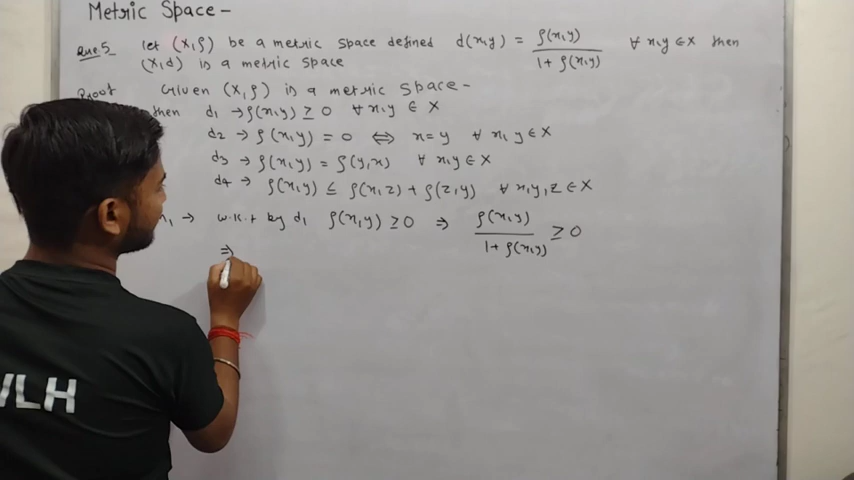 Metric Space -
Que.5 let (X,ρ) be a metric space defined d(x,y) = ρ(x,y) / 1 + ρ(x,y) ∀ x,y ∈ X then
(X,d) is a metric space
Proof Given (X,ρ) is a metric space -
then d1 → ρ(x,y) ≥ 0 ∀ x,y ∈ X
d2 → ρ(x,y) = 0 ⇔ x = y ∀ x,y ∈ X
d3 → ρ(x,y) = ρ(y,x) ∀ x,y ∈ X
d4 → ρ(x,y) ≤ ρ(x,z) + ρ(z,y) ∀ x,y,z ∈ X
1 → w.k.t by d1 ρ(x,y) ≥ 0 ⇒ ρ(x,y) / 1 + ρ(x,y) ≥ 0
⇒
VLH